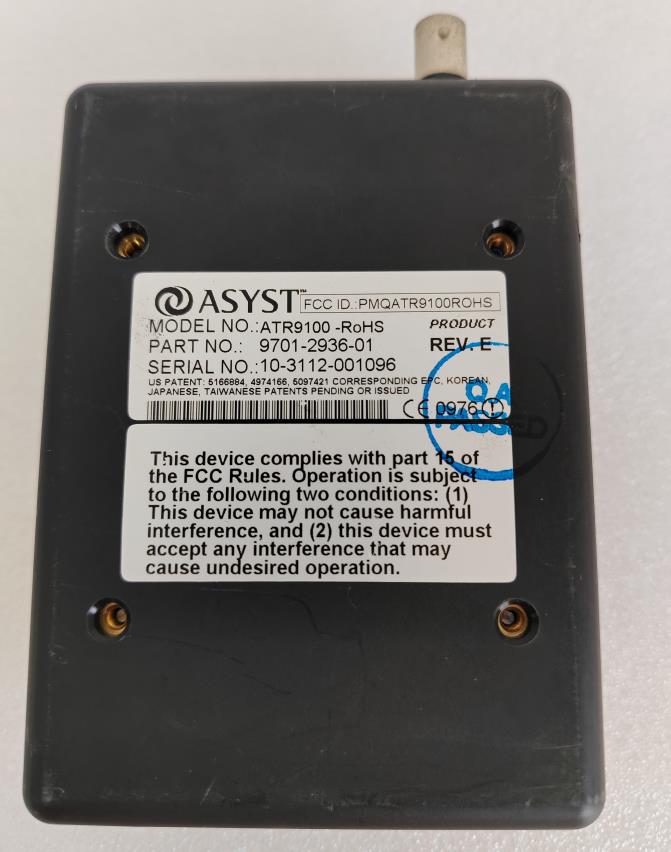 ASYST™ FCC ID.:PMQATR9100ROHS
MODEL NO.:ATR9100 -RoHS PRODUCT
PART NO.: 9701-2936-01 REV. E
SERIAL NO.:10-3112-001096
US PATENT: 5166884, 4974166, 5097421 CORRESPONDING EPC, KOREAN,
JAPANESE, TAIWANESE PATENTS PENDING OR ISSUED
CE 0976
QA
PASSED
This device complies with part 15 of
the FCC Rules. Operation is subject
to the following two conditions: (1)
This device may not cause harmful
interference, and (2) this device must
accept any interference that may
cause undesired operation.